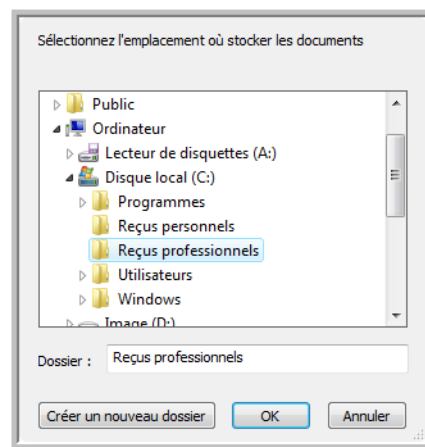 Sélectionnez l'emplacement où stocker les documents
Public
Ordinateur
Lecteur de disquettes (A:)
Disque local (C:)
Programmes
Reçus personnels
Reçus professionnels
Utilisateurs
Windows
Image (D:)
Dossier : Reçus professionnels
Créer un nouveau dossier OK Annuler